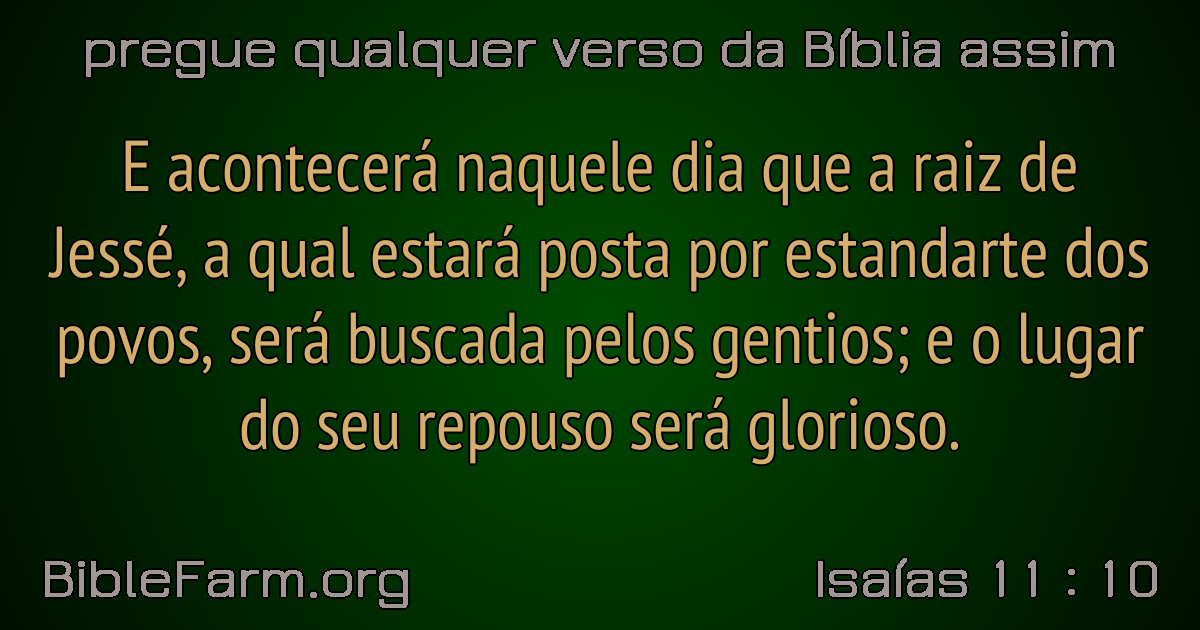 pregue qualquer verso da Bíblia assim
E acontecerá naquele dia que a raiz de
Jessé, a qual estará posta por estandarte dos
povos, será buscada pelos gentios; e o lugar
do seu repouso será glorioso.
BibleFarm.org
Isaías 11 : 10